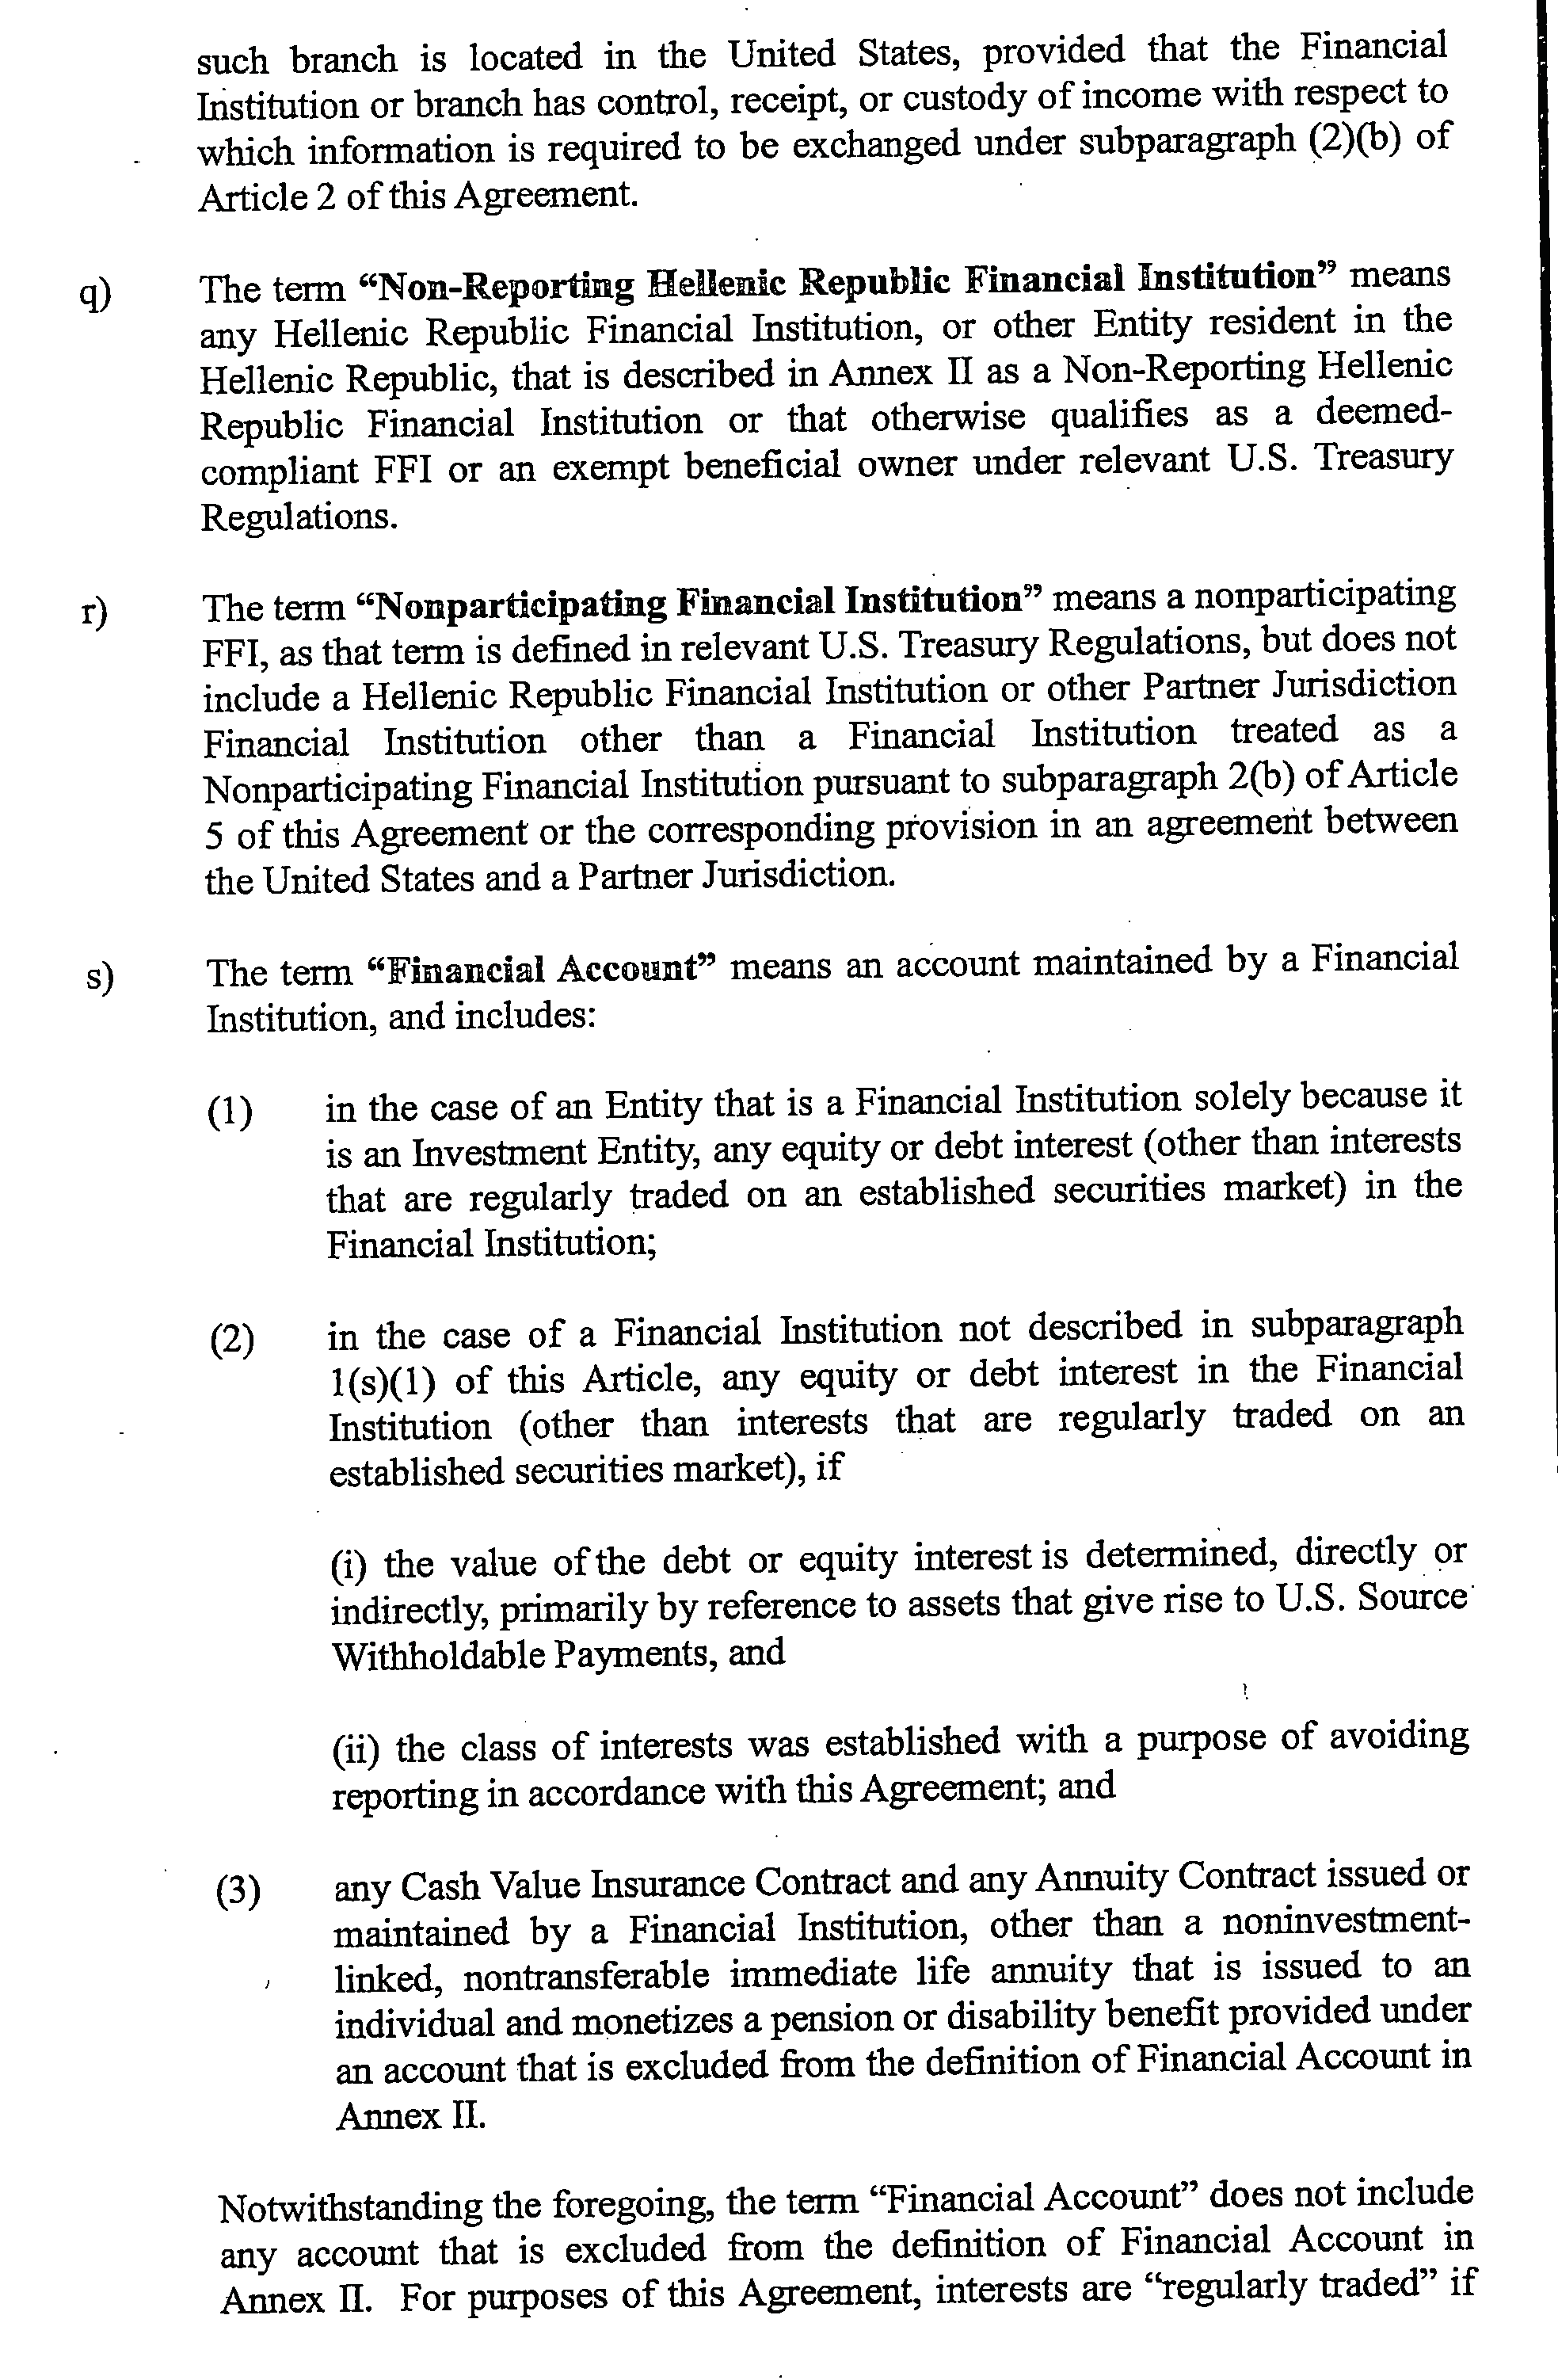 such branch is located in the United States, provided that the Financial
Institution or branch has control, receipt, or custody of income with respect to
which information is required to be exchanged under subparagraph (2)(b) of
Article 2 of this Agreement.
q) The term “Non-Reporting Hellenic Republic Financial Institution” means
any Hellenic Republic Financial Institution, or other Entity resident in the
Hellenic Republic, that is described in Annex II as a Non-Reporting Hellenic
Republic Financial Institution or that otherwise qualifies as a deemed-
compliant FFI or an exempt beneficial owner under relevant U.S. Treasury
Regulations.
r) The term “Nonparticipating Financial Institution” means a nonparticipating
FFI, as that term is defined in relevant U.S. Treasury Regulations, but does not
include a Hellenic Republic Financial Institution or other Partner Jurisdiction
Financial Institution other than a Financial Institution treated as a
Nonparticipating Financial Institution pursuant to subparagraph 2(b) of Article
5 of this Agreement or the corresponding provision in an agreement between
the United States and a Partner Jurisdiction.
s) The term “Financial Account” means an account maintained by a Financial
Institution, and includes:
(1) in the case of an Entity that is a Financial Institution solely because it
is an Investment Entity, any equity or debt interest (other than interests
that are regularly traded on an established securities market) in the
Financial Institution;
(2) in the case of a Financial Institution not described in subparagraph
1(s)(1) of this Article, any equity or debt interest in the Financial
Institution (other than interests that are regularly traded on an
established securities market), if
(i) the value of the debt or equity interest is determined, directly or
indirectly, primarily by reference to assets that give rise to U.S. Source
Withholdable Payments, and
(ii) the class of interests was established with a purpose of avoiding
reporting in accordance with this Agreement; and
(3) any Cash Value Insurance Contract and any Annuity Contract issued or
maintained by a Financial Institution, other than a noninvestment-
linked, nontransferable immediate life annuity that is issued to an
individual and monetizes a pension or disability benefit provided under
an account that is excluded from the definition of Financial Account in
Annex II.
Notwithstanding the foregoing, the term “Financial Account” does not include
any account that is excluded from the definition of Financial Account in
Annex II. For purposes of this Agreement, interests are “regularly traded” if